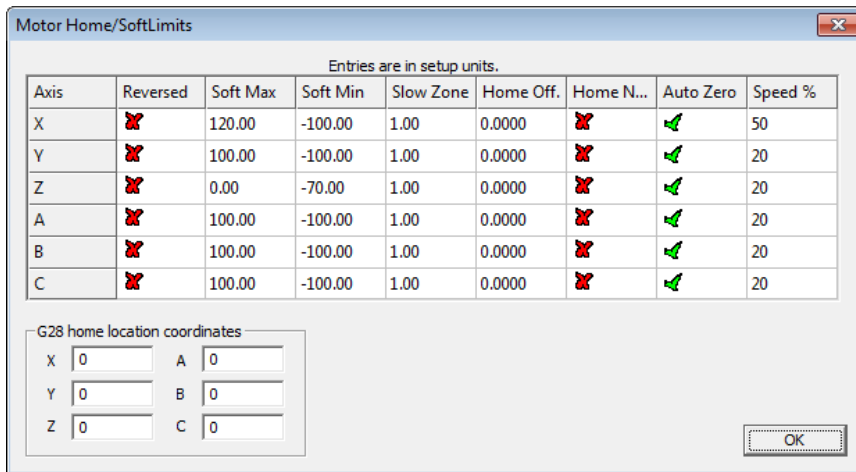 Motor Home/SoftLimits
Entries are in setup units.
Axis Reversed Soft Max Soft Min Slow Zone Home Off. Home N... Auto Zero Speed %
X 120.00 -100.00 1.00 0.0000 50
Y 100.00 -100.00 1.00 0.0000 20
Z 0.00 -70.00 1.00 0.0000 20
A 100.00 -100.00 1.00 0.0000 20
B 100.00 -100.00 1.00 0.0000 20
C 100.00 -100.00 1.00 0.0000 20
G28 home location coordinates
X 0 A 0
Y 0 B 0
Z 0 C 0
OK